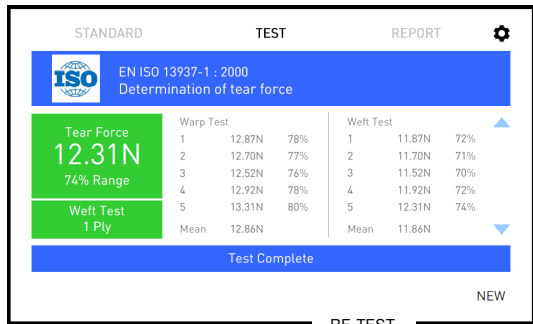 STANDARD TEST REPORT
ISO
EN ISO 13937-1 : 2000
Determination of tear force
Tear Force
12.31N
74% Range
Weft Test
1 Ply
Warp Test
1 12.87N 78%
2 12.70N 77%
3 12.52N 76%
4 12.92N 78%
5 13.31N 80%
Mean 12.86N
Weft Test
1 11.87N 72%
2 11.70N 71%
3 11.52N 70%
4 11.92N 72%
5 12.31N 74%
Mean 11.86N
Test Complete
NEW
RE-TEST